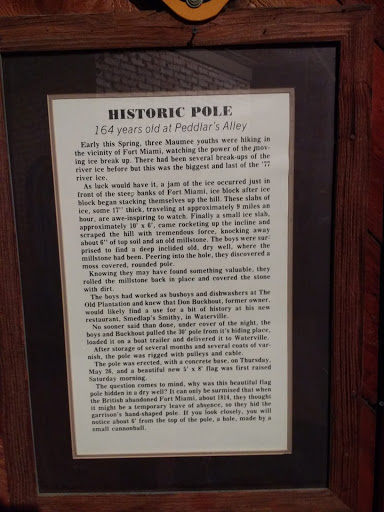 HISTORIC POLE
164 years old at Peddlar's Alley
Early this Spring, three Maumee youths were hiking in
the vicinity of Fort Miami, watching the power of the mov-
ing ice break up. There had been several break-ups of the
river ice before but this was the biggest and last of the '77
river ice.
As luck would have it, a jam of the ice occurred just in
front of the steep banks of Fort Miami, ice block after ice
block began stacking themselves up the hill. These slabs of
ice, some 17" thick, traveling at approximately 9 miles an
hour, are awe-inspiring to watch. Finally a small ice slab,
approximately 10' x 6', came rocketing up the incline and
scraped the hill with tremendous force, knocking away
about 6" of top soil and an old millstone. The boys were sur-
prised to find a deep incided old, dry well, where the
millstone had been. Peering into the hole, they discovered a
moss covered, rounded pole.
Knowing they may have found something valuable, they
rolled the millstone back in place and covered the stone
with dirt.
The boys had worked as busboys and dishwashers at The
Old Plantation and knew that Don Buckhout, former owner,
would likely find a use for a bit of history at his new
restaurant, Smedlap's Smithy, in Waterville.
No sooner said than done, under cover of the night, the
boys and Buckhout pulled the 30' pole from it's hiding place,
loaded it on a boat trailer and delivered it to Waterville.
After storage of several months and several coats of var-
nish, the pole was rigged with pulleys and cable.
The pole was erected, with a concrete base, on Thursday,
May 26, and a beautiful new 5' x 8' flag was first raised
Saturday morning.
The question comes to mind, why was this beautiful flag
pole hidden in a dry well? It can only be surmised that when
the British abandoned Fort Miami, about 1814, they thought
it might be a temporary leave of absence, so they hid the
garrison's hand-shaped pole. If you look closely, you will
notice about 6' from the top of the pole, a hole, made by a
small cannonball.